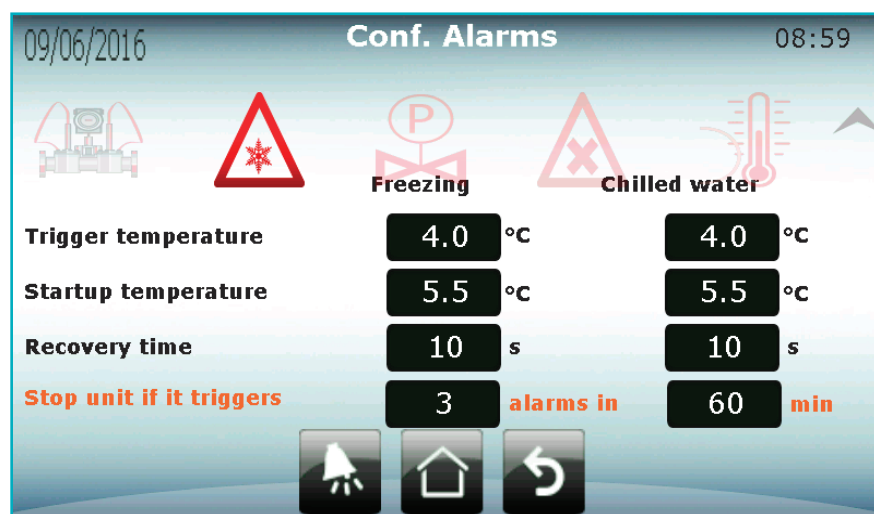 09/06/2016 Conf. Alarms 08:59
P
Freezing Chilled water
Trigger temperature 4.0 °C 4.0 °C
Startup temperature 5.5 °C 5.5 °C
Recovery time 10 s 10 s
Stop unit if it triggers 3 alarms in 60 min